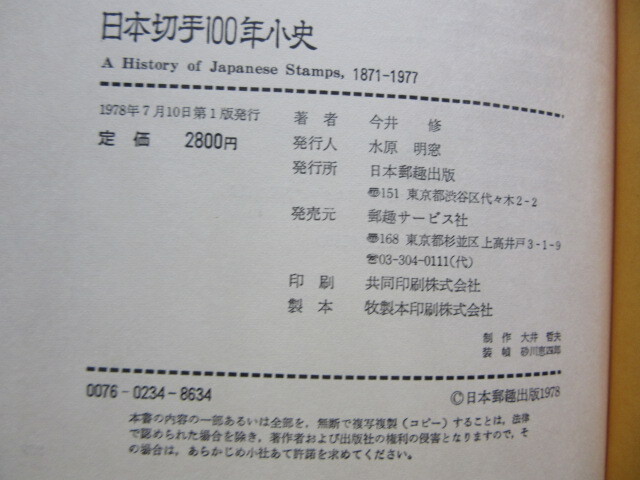 日本切手100年小史
A History of Japanese Stamps, 1871-1977
1978年7月10日第1版発行
定価 2800円
著者 今井 修
発行人 水原 明窓
発行所 日本郵趣出版
〠151 東京都渋谷区代々木2-2
発売元 郵趣サービス社
〠168 東京都杉並区上高井戸3-1-9
☎03-304-0111(代)
印刷 共同印刷株式会社
製本 牧製本印刷株式会社
制作 大井 哲夫
装幀 砂川恵四郎
0076-0234-8634
©日本郵趣出版1978
本書の内容の一部あるいは全部を，無断で複写複製（コピー）することは，法律
で認められた場合を除き，著作者および出版社の権利の侵害となりますので，そ
の場合は，あらかじめ小社あて許諾を求めてください。